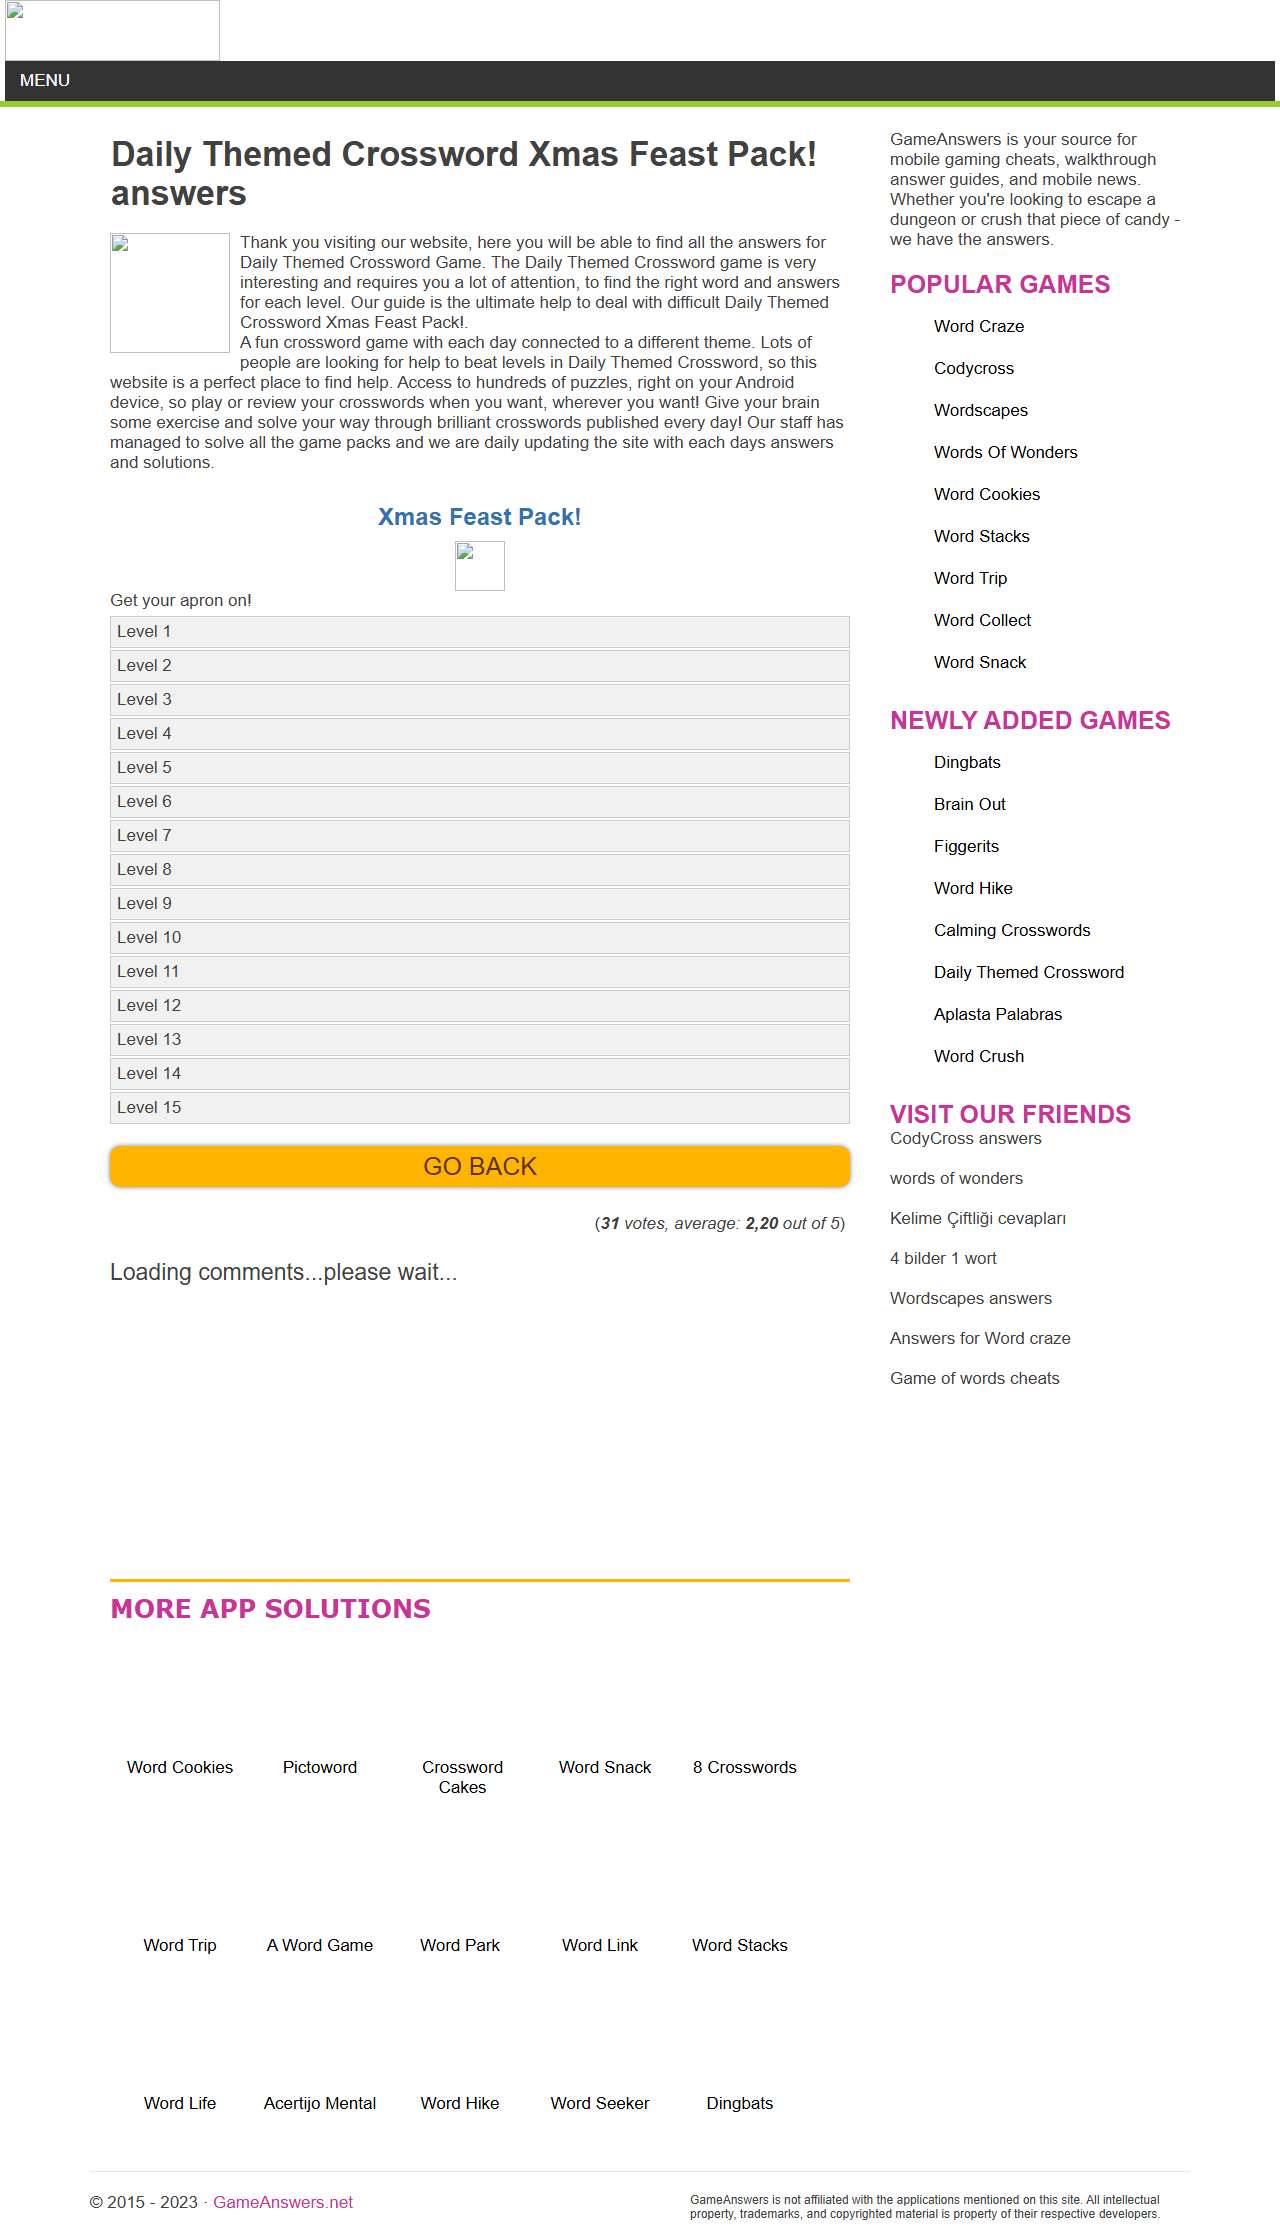 MENU
Daily Themed Crossword Xmas Feast Pack!
answers
Thank you visiting our website, here you will be able to find all the answers for
Daily Themed Crossword Game. The Daily Themed Crossword game is very
interesting and requires you a lot of attention, to find the right word and answers
for each level. Our guide is the ultimate help to deal with difficult Daily Themed
Crossword Xmas Feast Pack!.
A fun crossword game with each day connected to a different theme. Lots of
people are looking for help to beat levels in Daily Themed Crossword, so this
website is a perfect place to find help. Access to hundreds of puzzles, right on your Android
device, so play or review your crosswords when you want, wherever you want! Give your brain
some exercise and solve your way through brilliant crosswords published every day! Our staff has
managed to solve all the game packs and we are daily updating the site with each days answers
and solutions.
Xmas Feast Pack!
Get your apron on!
Level 1
Level 2
Level 3
Level 4
Level 5
Level 6
Level 7
Level 8
Level 9
Level 10
Level 11
Level 12
Level 13
Level 14
Level 15
GO BACK
(31 votes, average: 2,20 out of 5)
Loading comments...please wait...
MORE APP SOLUTIONS
Word Cookies
Pictoword
Crossword
Cakes
Word Snack
8 Crosswords
Word Trip
A Word Game
Word Park
Word Link
Word Stacks
Word Life
Acertijo Mental
Word Hike
Word Seeker
Dingbats
GameAnswers is your source for
mobile gaming cheats, walkthrough
answer guides, and mobile news.
Whether you're looking to escape a
dungeon or crush that piece of candy -
we have the answers.
POPULAR GAMES
Word Craze
Codycross
Wordscapes
Words Of Wonders
Word Cookies
Word Stacks
Word Trip
Word Collect
Word Snack
NEWLY ADDED GAMES
Dingbats
Brain Out
Figgerits
Word Hike
Calming Crosswords
Daily Themed Crossword
Aplasta Palabras
Word Crush
VISIT OUR FRIENDS
CodyCross answers
words of wonders
Kelime Çiftliği cevapları
4 bilder 1 wort
Wordscapes answers
Answers for Word craze
Game of words cheats
© 2015 - 2023 · GameAnswers.net
GameAnswers is not affiliated with the applications mentioned on this site. All intellectual
property, trademarks, and copyrighted material is property of their respective developers.